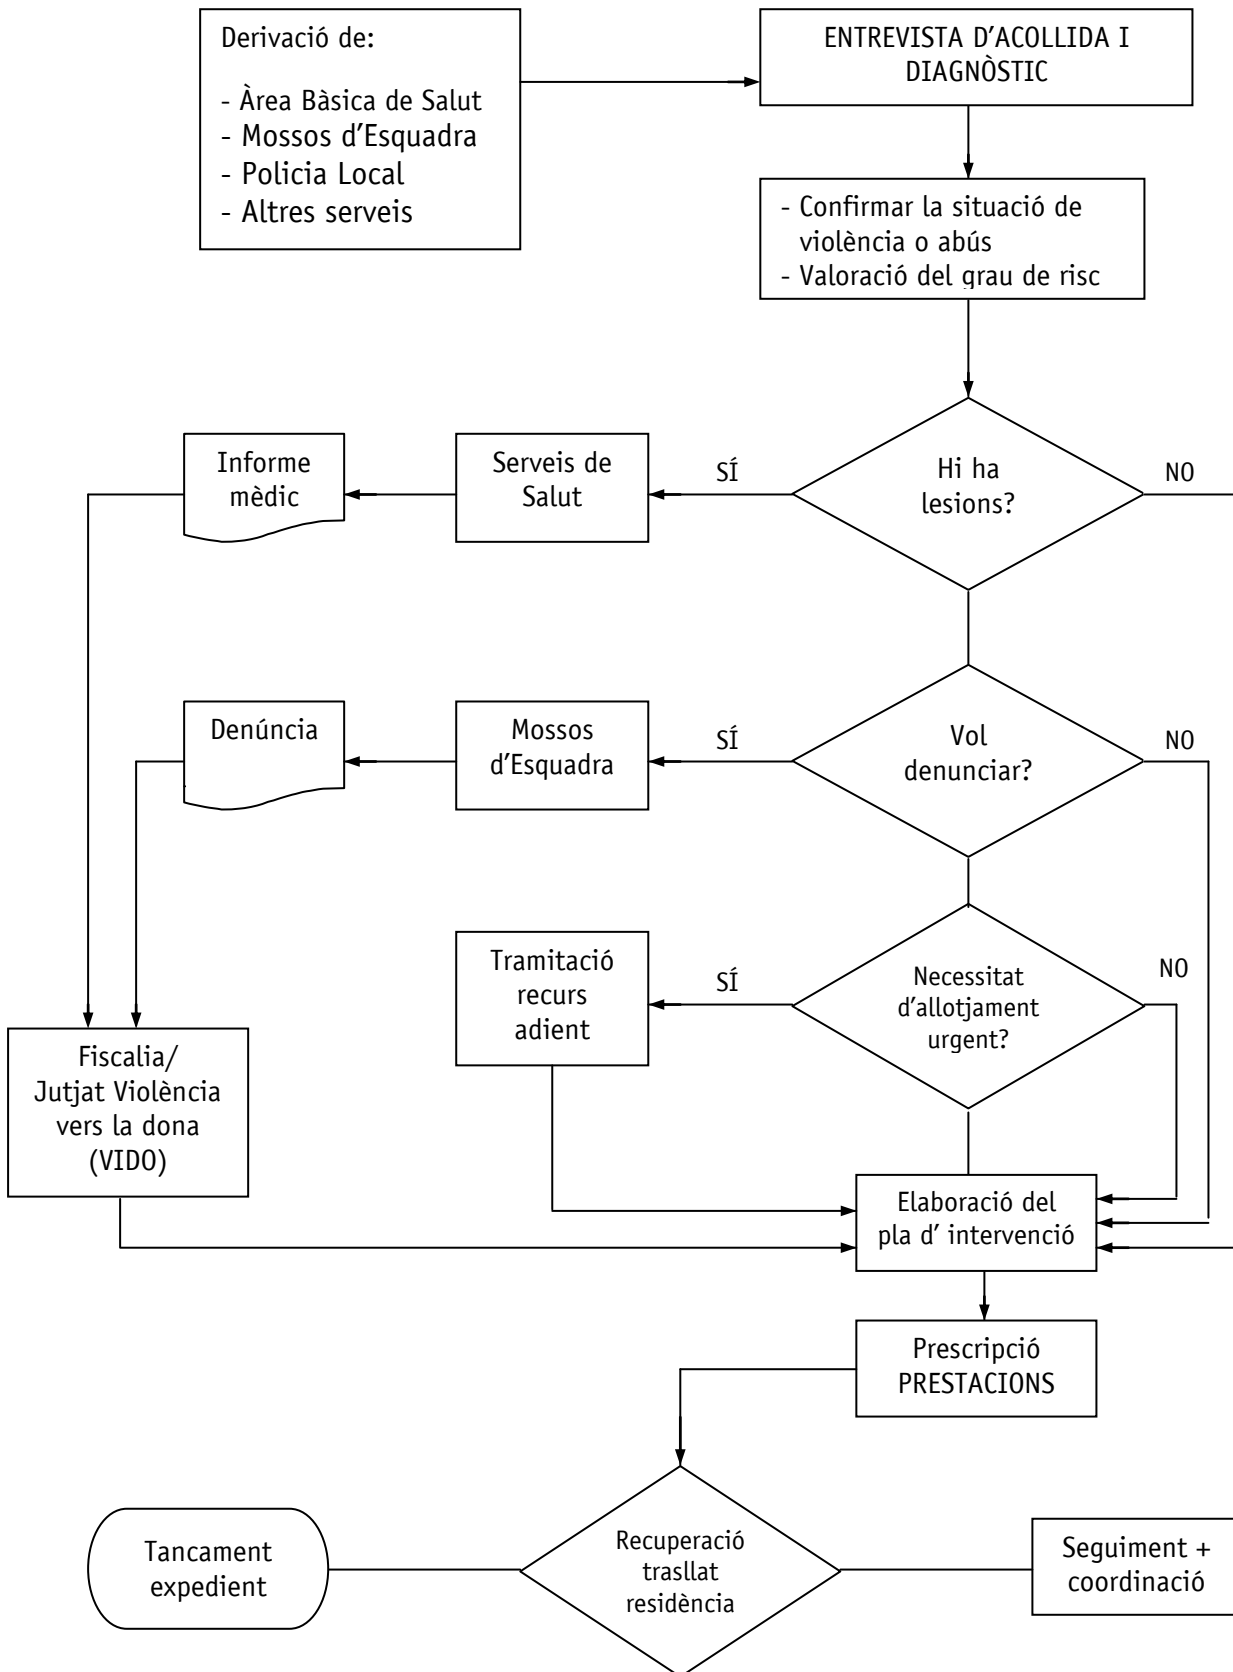 Derivació de:
- Àrea Bàsica de Salut
- Mossos d'Esquadra
- Policia Local
- Altres serveis
ENTREVISTA D'ACOLLIDA I
DIAGNÒSTIC
- Confirmar la situació de
violència o abús
- Valoració del grau de risc
Informe
mèdic
Serveis de
Salut
SÍ
Hi ha
lesions?
NO
Denúncia
Mossos
d'Esquadra
SÍ
Vol
denunciar?
NO
Tramitació
recurs
adient
SÍ
Necessitat
d'allotjament
urgent?
NO
Fiscalia/
Jutjat Violència
vers la dona
(VIDO)
Elaboració del
pla d' intervenció
Prescripció
PRESTACIONS
Tancament
expedient
Recuperació
trasllat
residència
Seguiment +
coordinació